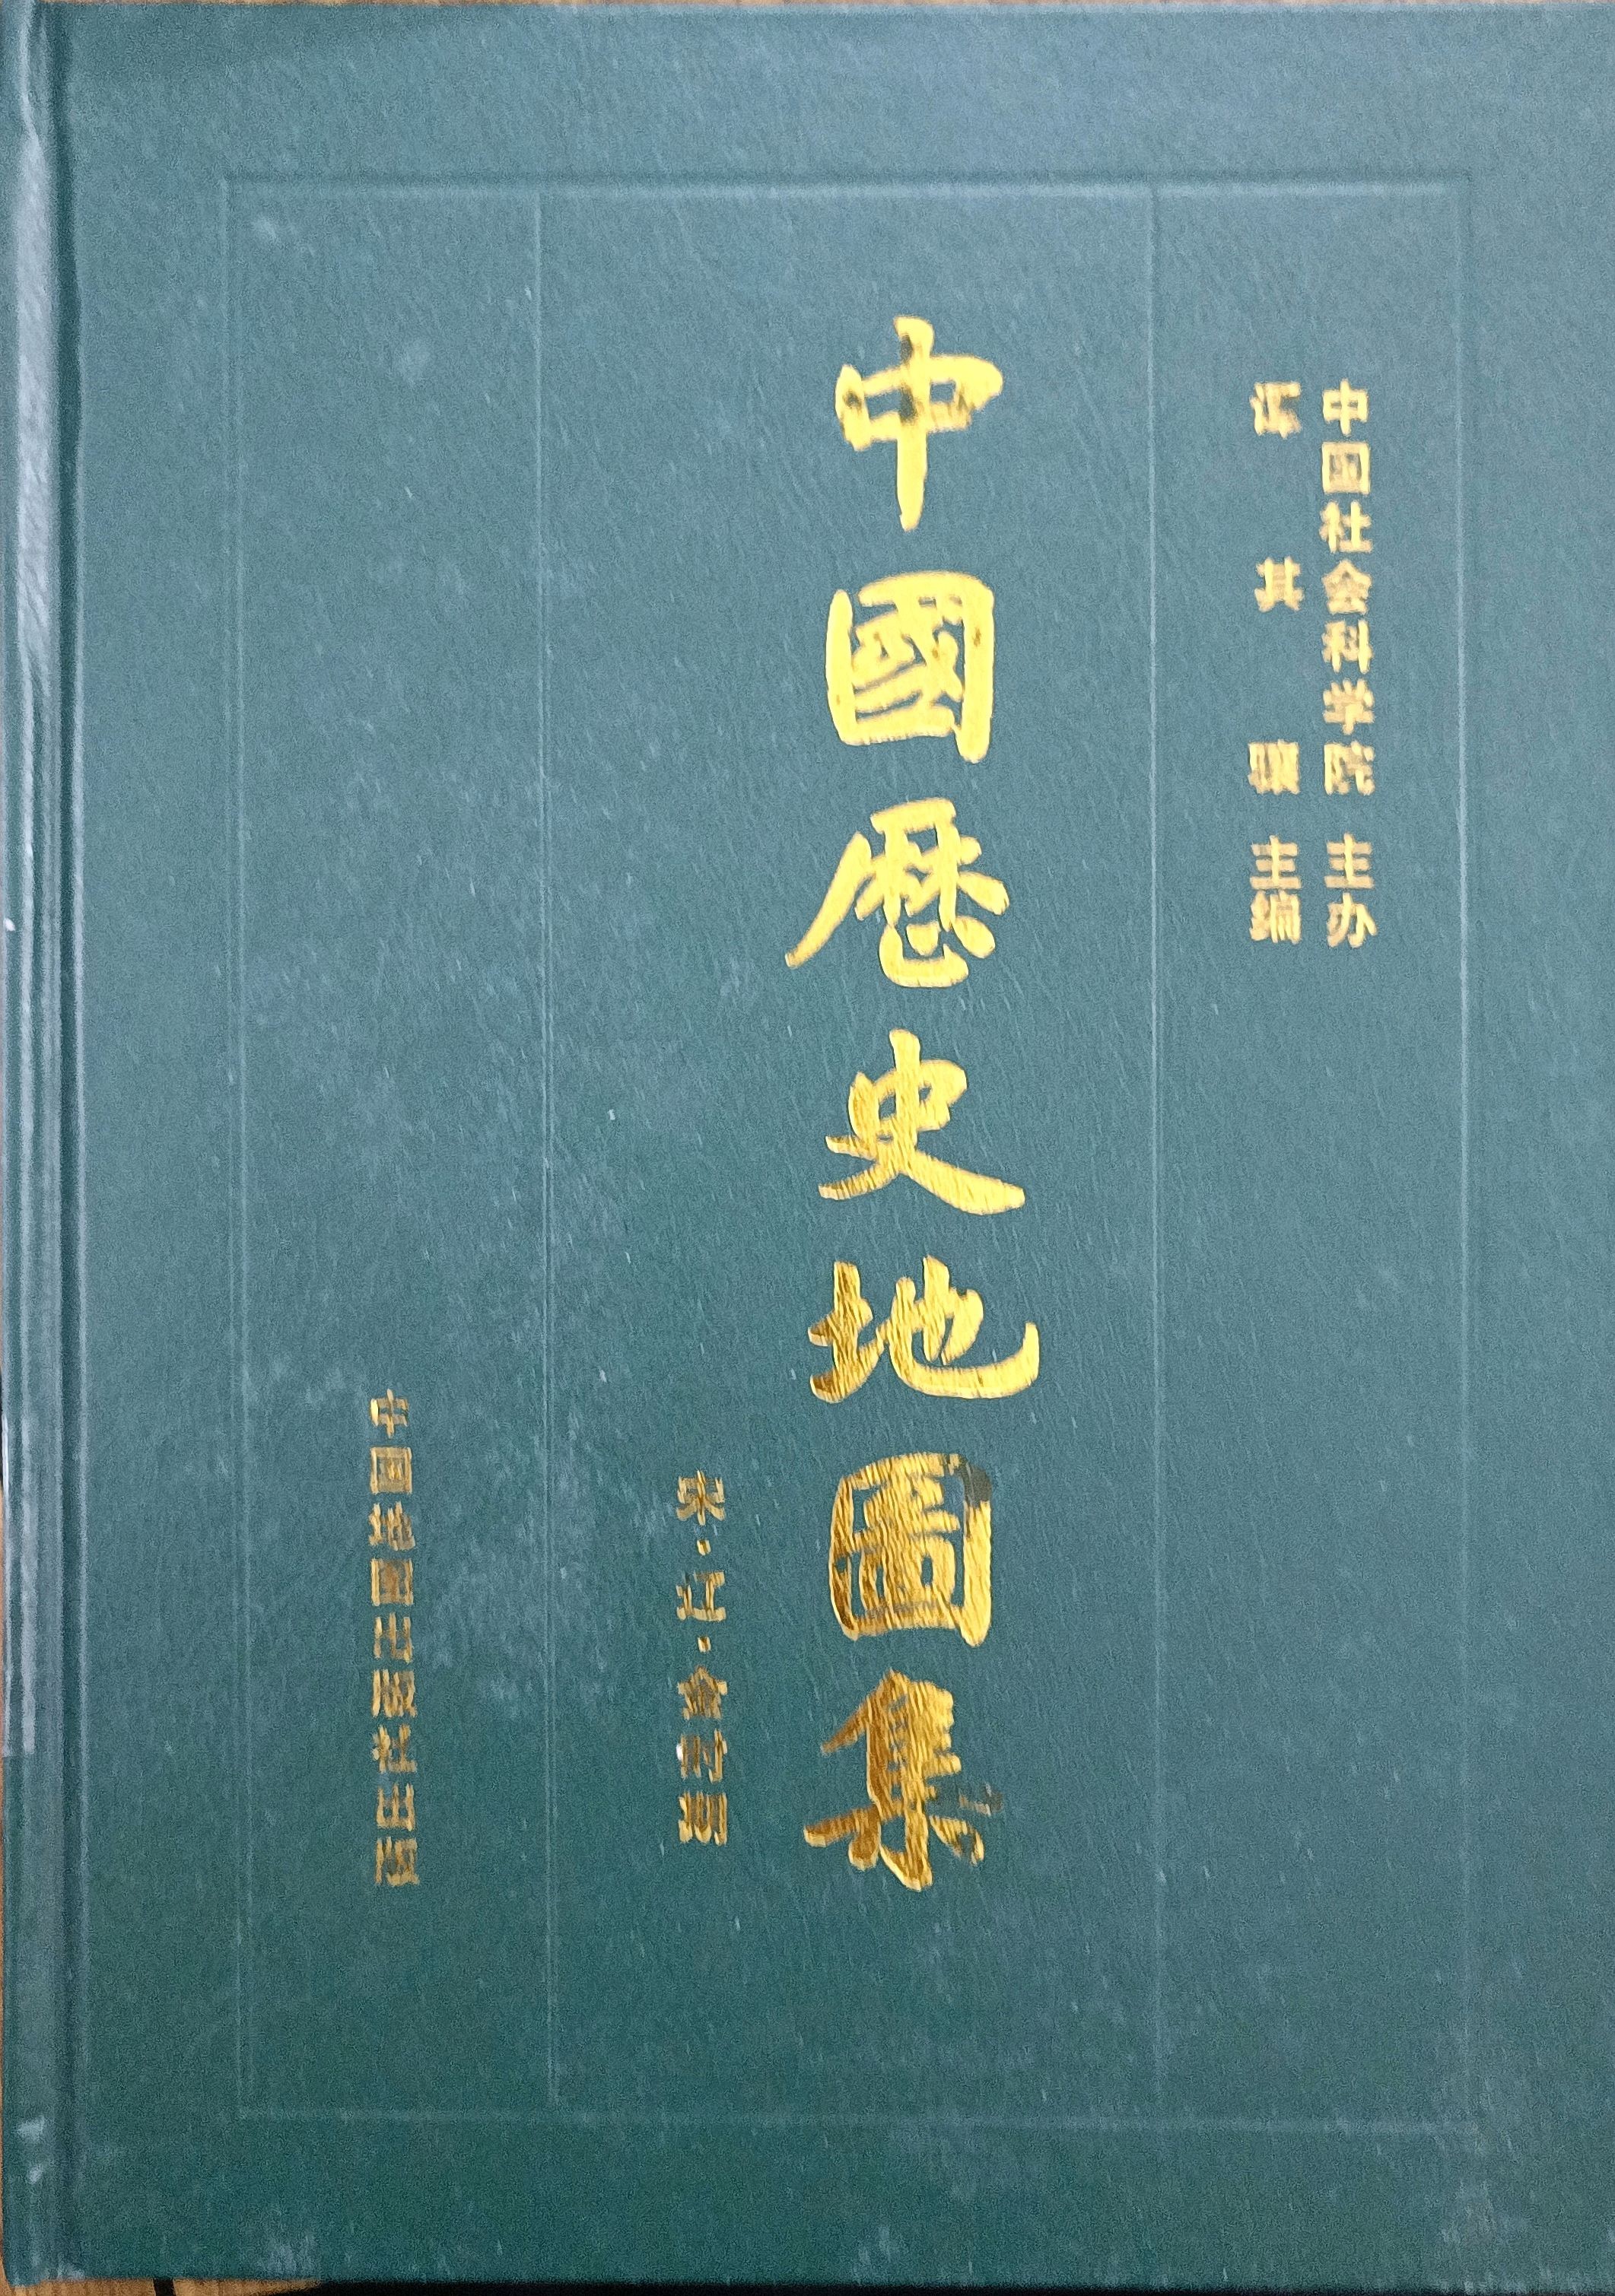 中国社会科学院 主办
谭其骧 主编
中國歷史地圖集
宋·辽·金时期
中国地图出版社出版